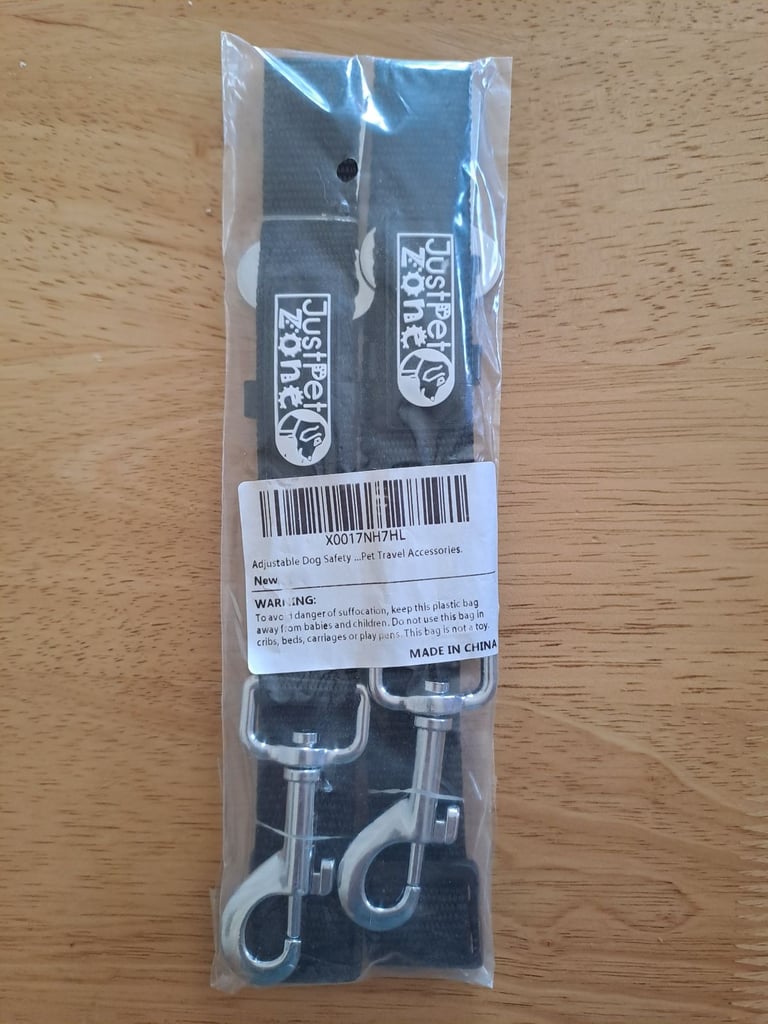 JustPet
Zone
JustPet
Zone
X0017NH7HL
Adjustable Dog Safety ...Pet Travel Accessories.
New
WARNING:
To avoid danger of suffocation, keep this plastic bag
away from babies and children. Do not use this bag in
cribs, beds, carriages or play pens. This bag is not a toy.
MADE IN CHINA